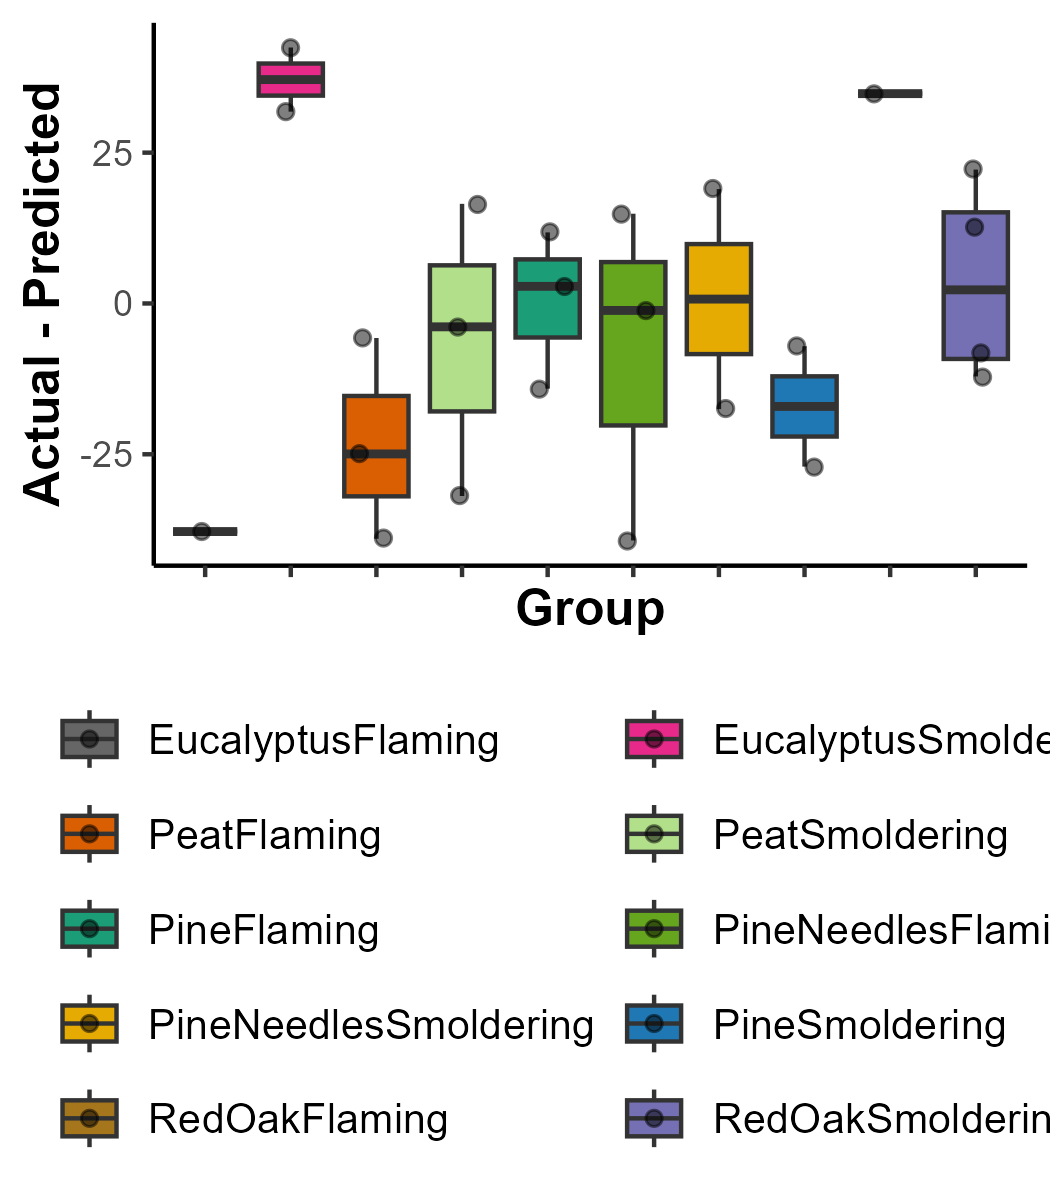 Actual - Predicted
25
0
-25
Group
EucalyptusFlaming
EucalyptusSmolde
PeatFlaming
PeatSmoldering
PineFlaming
PineNeedlesFlami
PineNeedlesSmoldering
PineSmoldering
RedOakFlaming
RedOakSmolderin